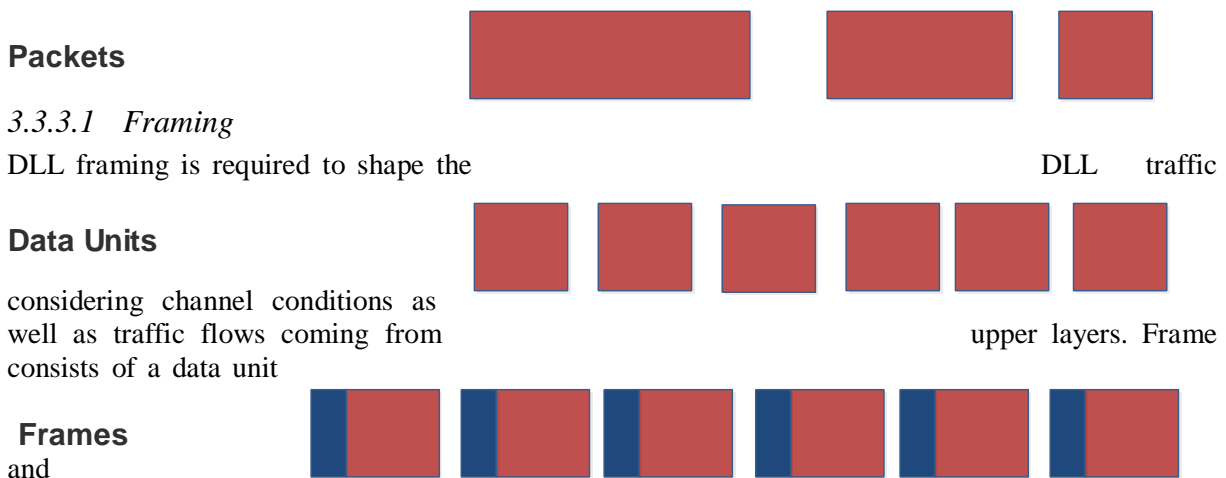 Packets
3.3.3.1 Framing
DLL framing is required to shape the DLL traffic
Data Units
considering channel conditions as
well as traffic flows coming from upper layers. Frame
consists of a data unit
Frames
and